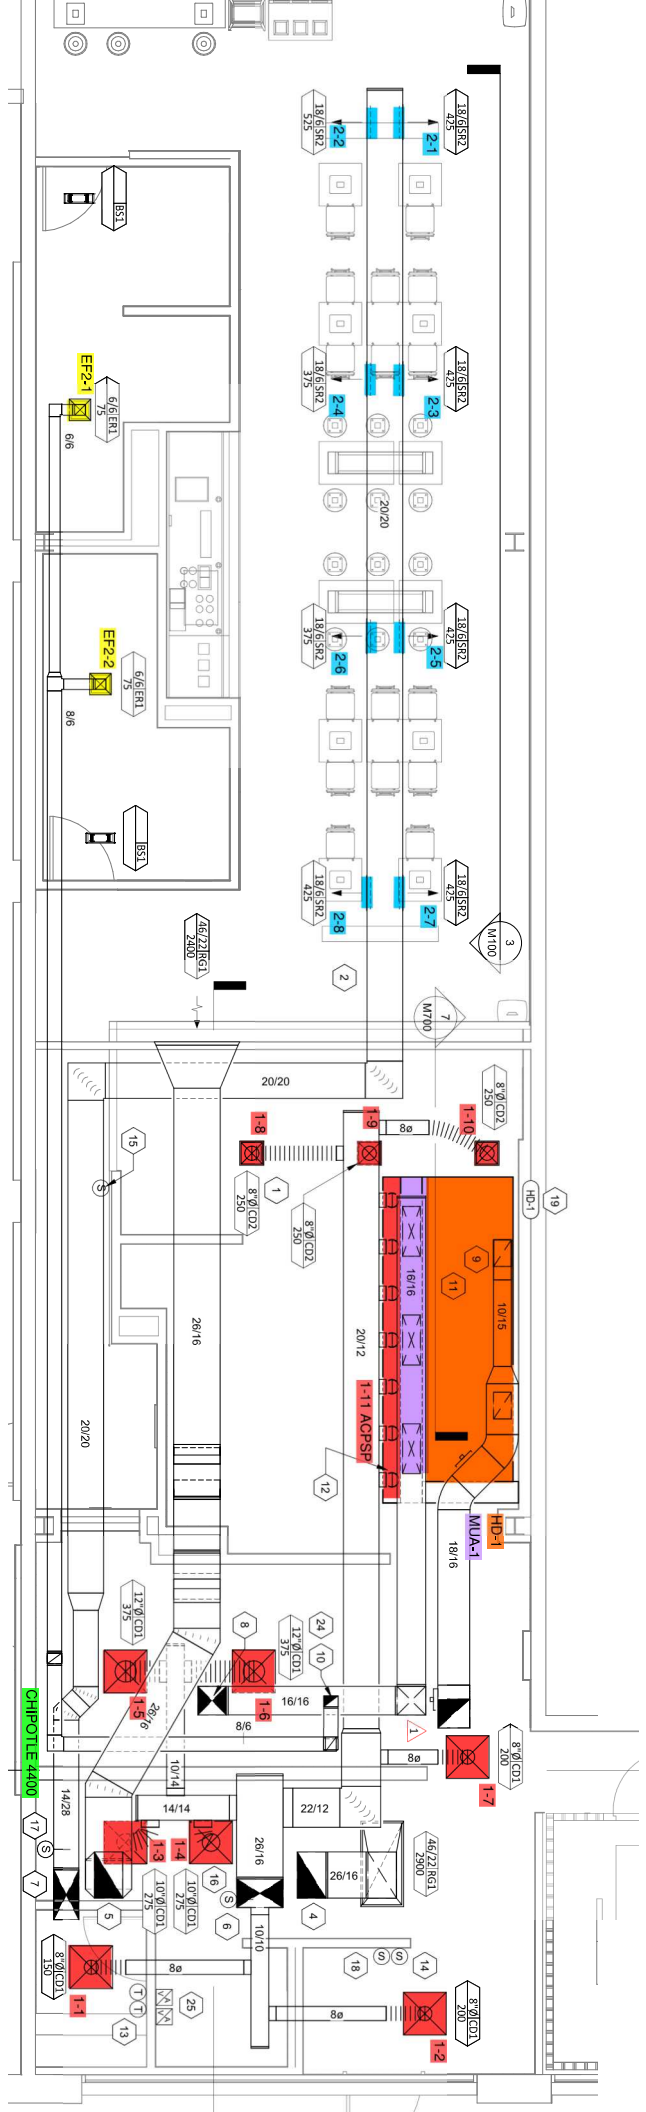 18/6 SR2
525
2-2
2-1
18/6 SR2
425
BS1
EF2-1
6/6 ER1
75
6/6
18/6 SR2
375
2-4
2-3
18/6 SR2
425
20/20
EF2-2
6/6 ER1
75
8/6
18/6 SR2
375
2-6
2-5
18/6 SR2
425
BS1
18/6 SR2
425
2-8
2-7
18/6 SR2
425
46/22 RG1
2400
2
3
M100
7
M700
20/20
15
S
1-8
8"Ø CD2
250
1
1-9
8"Ø CD2
250
8ø
1-10
8"Ø CD2
250
HD-1
19
9
11
10/15
16/16
26/16
20/12
20/20
1-11 ACPSP
12
MUA-1
HD-1
18/16
12"Ø CD1
375
1-5
26/16
8
12"Ø CD1
375
1-6
24
10
16/16
8/6
1
8ø
8"Ø CD1
200
1-7
CHIPOTLE 4400
14/28
10/14
14/14
22/12
17
S
7
1-3
1-4
5
10"Ø CD1
275
10"Ø CD1
275
16
S
6
26/16
26/16
4
46/22 RG1
2900
10/10
8"Ø CD1
150
1-1
8ø
T
T
13
VA
VA
25
18
S
S
14
8ø
8"Ø CD1
200
1-2